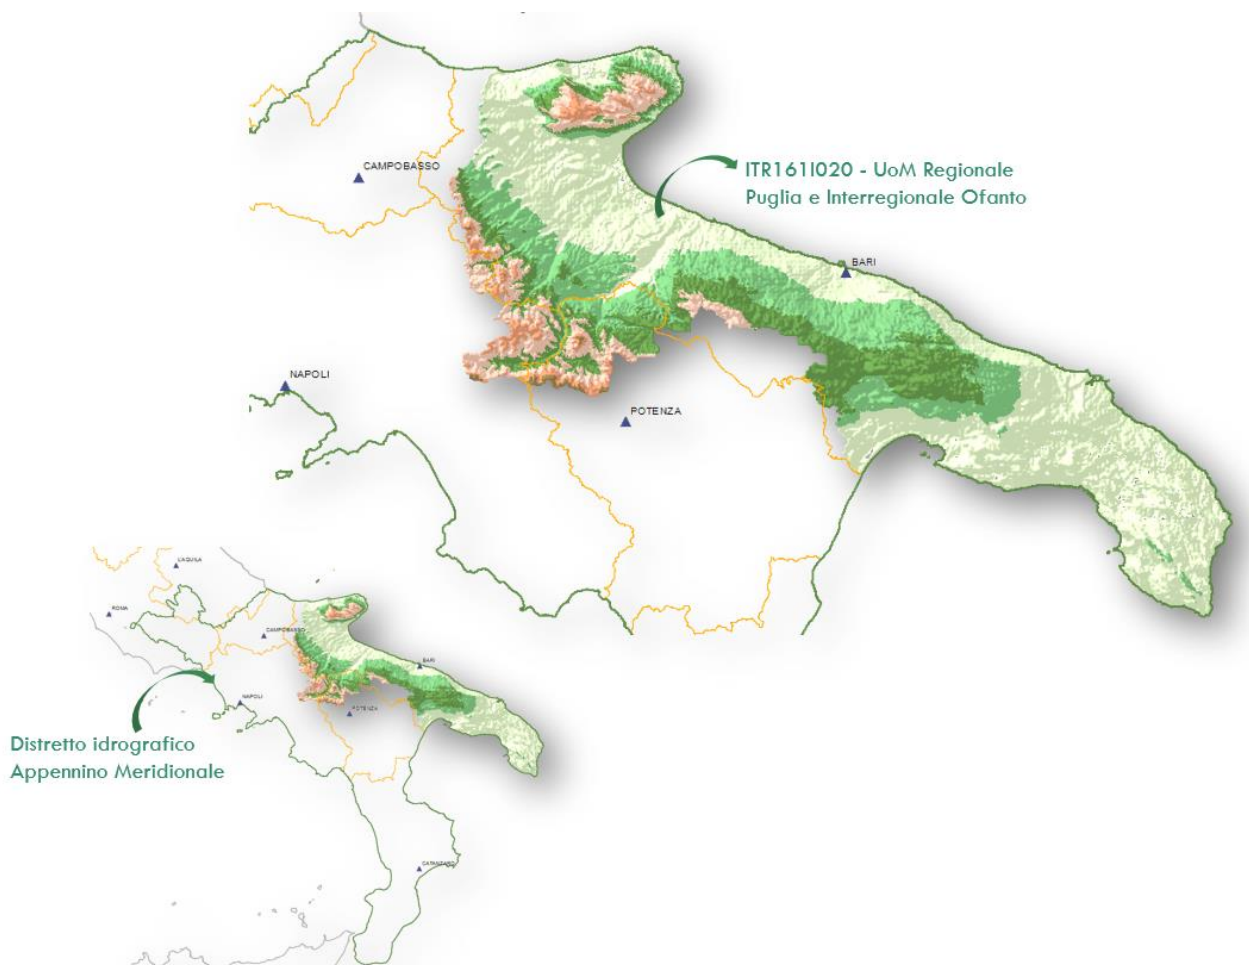 CAMPOBASSO
ITR161I020 - UoM Regionale
Puglia e Interregionale Ofanto
BARI
NAPOLI
POTENZA
L'AQUILA
ROMA
CAMPOBASSO
BARI
NAPOLI
POTENZA
Distretto idrografico
Appennino Meridionale
CATANZARO